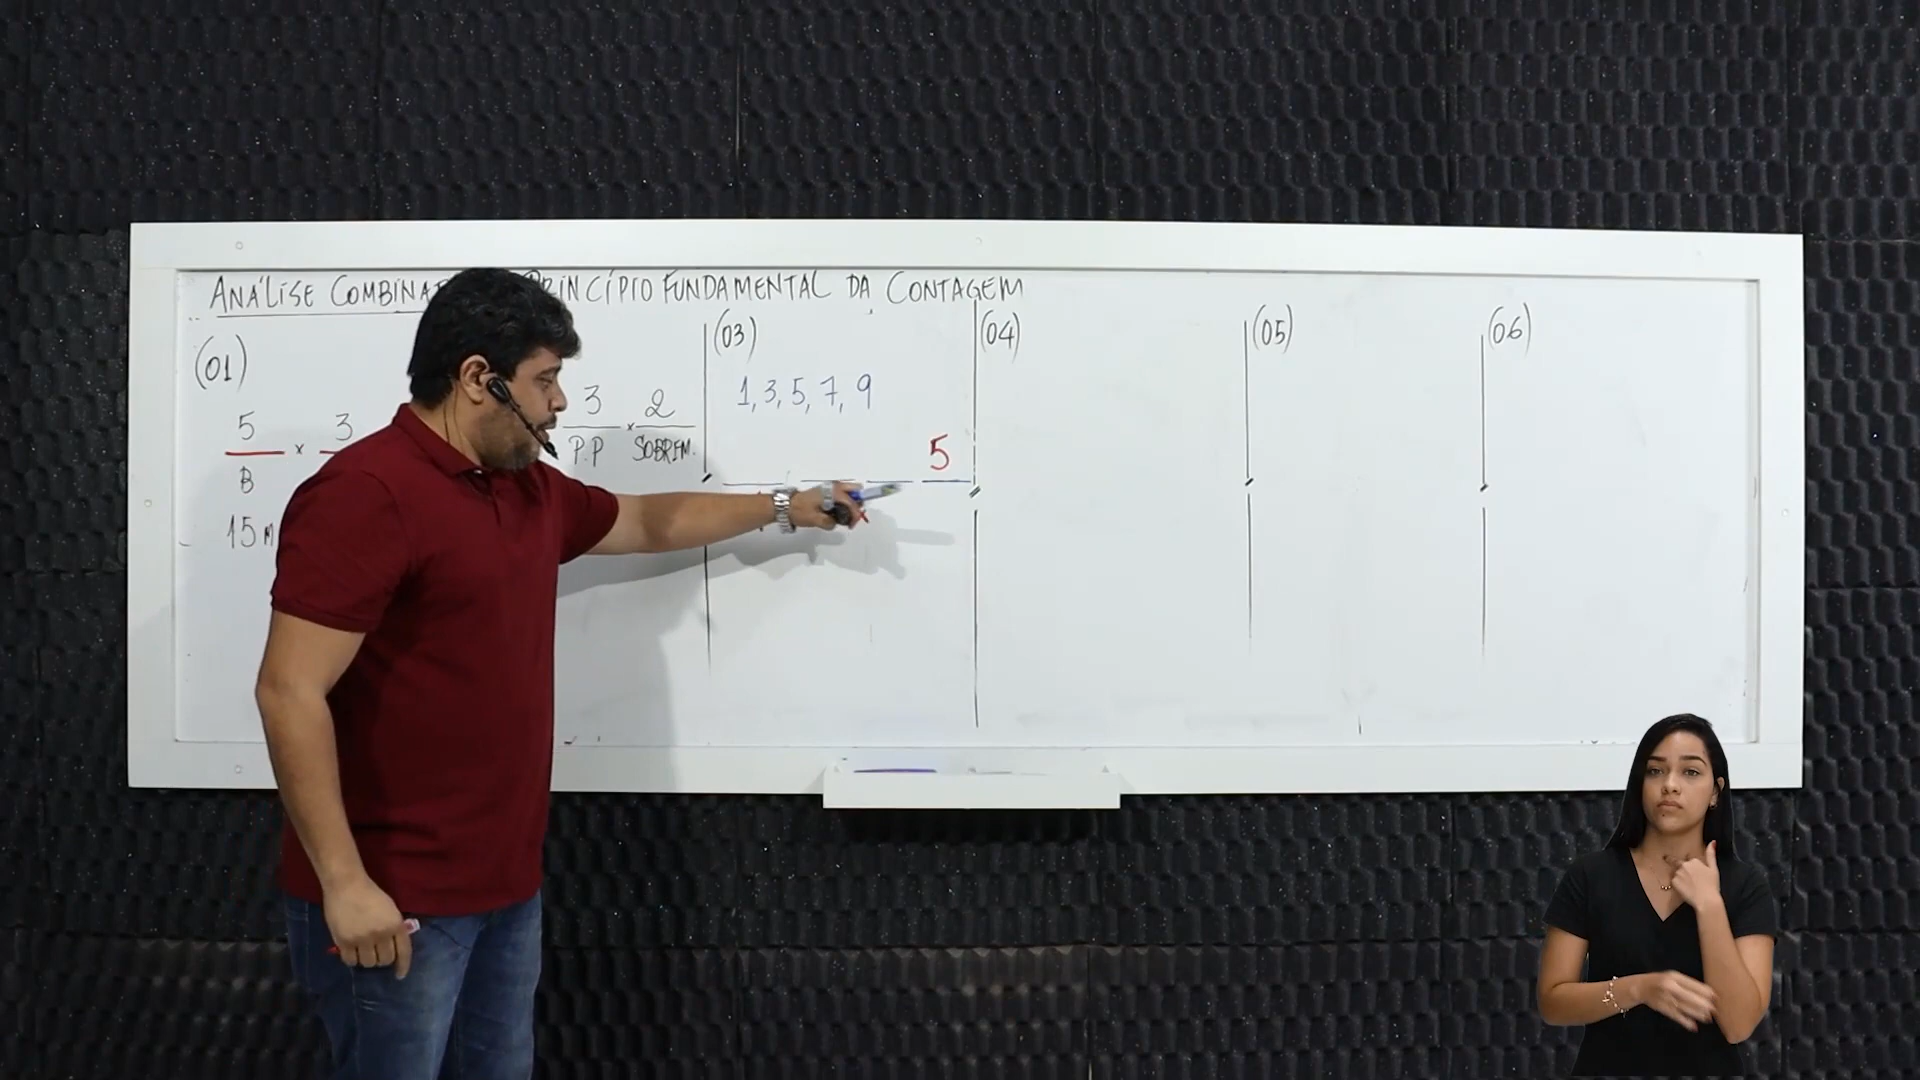 ANÁLISE PRINCÍPIO FUNDAMENTAL DA CONTAGEM
(01)
5 x 3
B
15
3 x 2
P.P SOBREM.
(03)
1, 3, 5, 7, 9
5
x
(04)
(05)
(06)